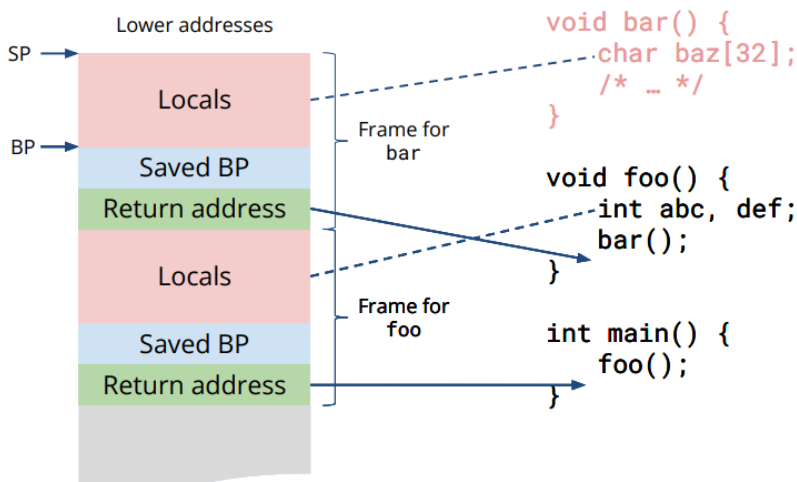 Lower addresses
SP
Locals
BP
Saved BP
Return address
Locals
Saved BP
Return address
Frame for
bar
Frame for
foo
void bar() {
char baz[32];
/* … */
}
void foo() {
int abc, def;
bar();
}
int main() {
foo();
}